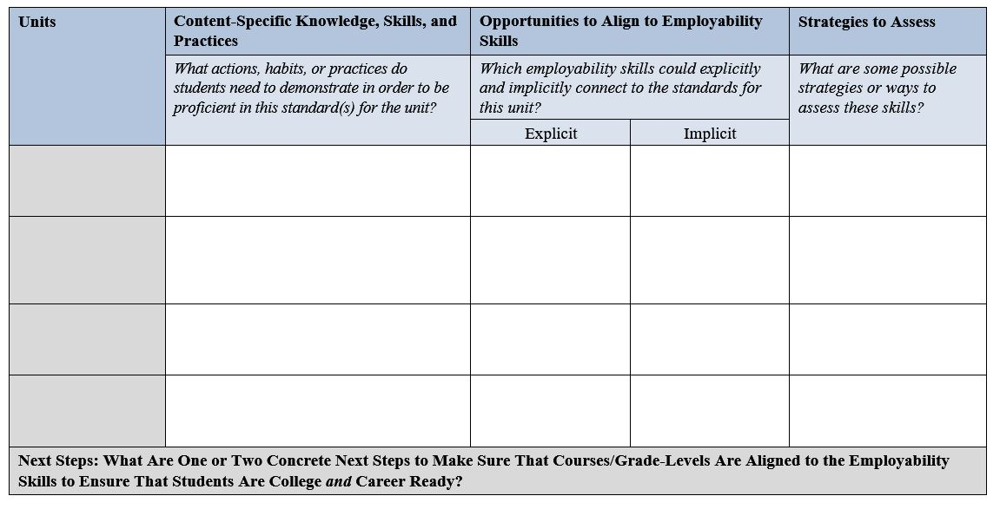 Units
Content-Specific Knowledge, Skills, and
Practices
Opportunities to Align to Employability
Skills
Strategies to Assess
What actions, habits, or practices do
students need to demonstrate in order to be
proficient in this standard(s) for the unit?
Which employability skills could explicitly
and implicitly connect to the standards for
this unit?
What are some possible
strategies or ways to
assess these skills?
Explicit
Implicit
Next Steps: What Are One or Two Concrete Next Steps to Make Sure That Courses/Grade-Levels Are Aligned to the Employability
Skills to Ensure That Students Are College and Career Ready?